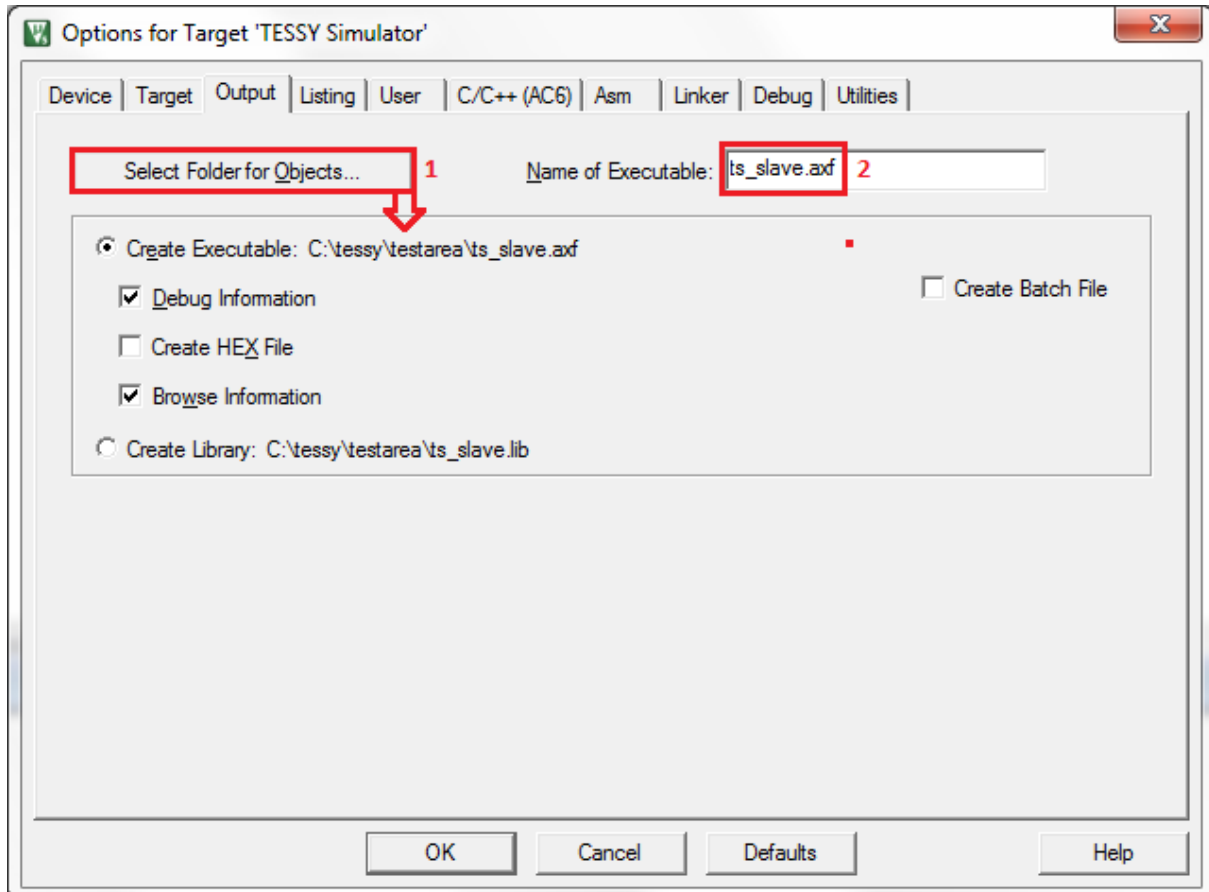 Options for Target 'TESSY Simulator'
Device Target Output Listing User C/C++ (AC6) Asm Linker Debug Utilities
Select Folder for Objects... 1 Name of Executable: ts_slave.axf 2
Create Executable: C:\tessy\testarea\ts_slave.axf
Debug Information Create Batch File
Create HEX File
Browse Information
Create Library: C:\tessy\testarea\ts_slave.lib
OK Cancel Defaults Help